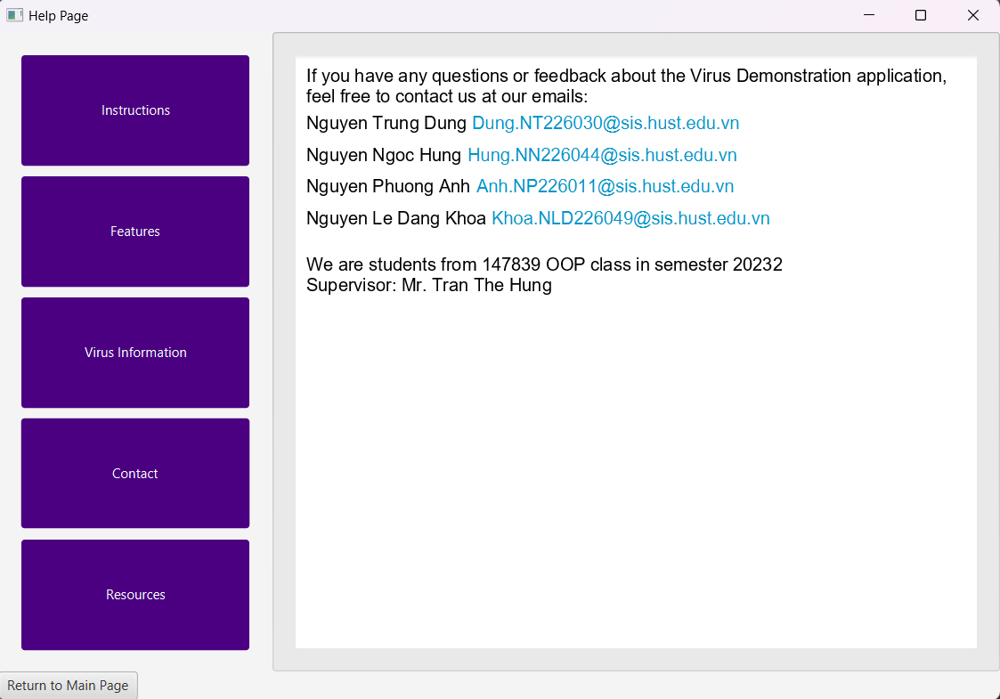 Help Page
Instructions
Features
Virus Information
Contact
Resources
Return to Main Page
If you have any questions or feedback about the Virus Demonstration application,
feel free to contact us at our emails:
Nguyen Trung Dung Dung.NT226030@sis.hust.edu.vn
Nguyen Ngoc Hung Hung.NN226044@sis.hust.edu.vn
Nguyen Phuong Anh Anh.NP226011@sis.hust.edu.vn
Nguyen Le Dang Khoa Khoa.NLD226049@sis.hust.edu.vn
We are students from 147839 OOP class in semester 20232
Supervisor: Mr. Tran The Hung